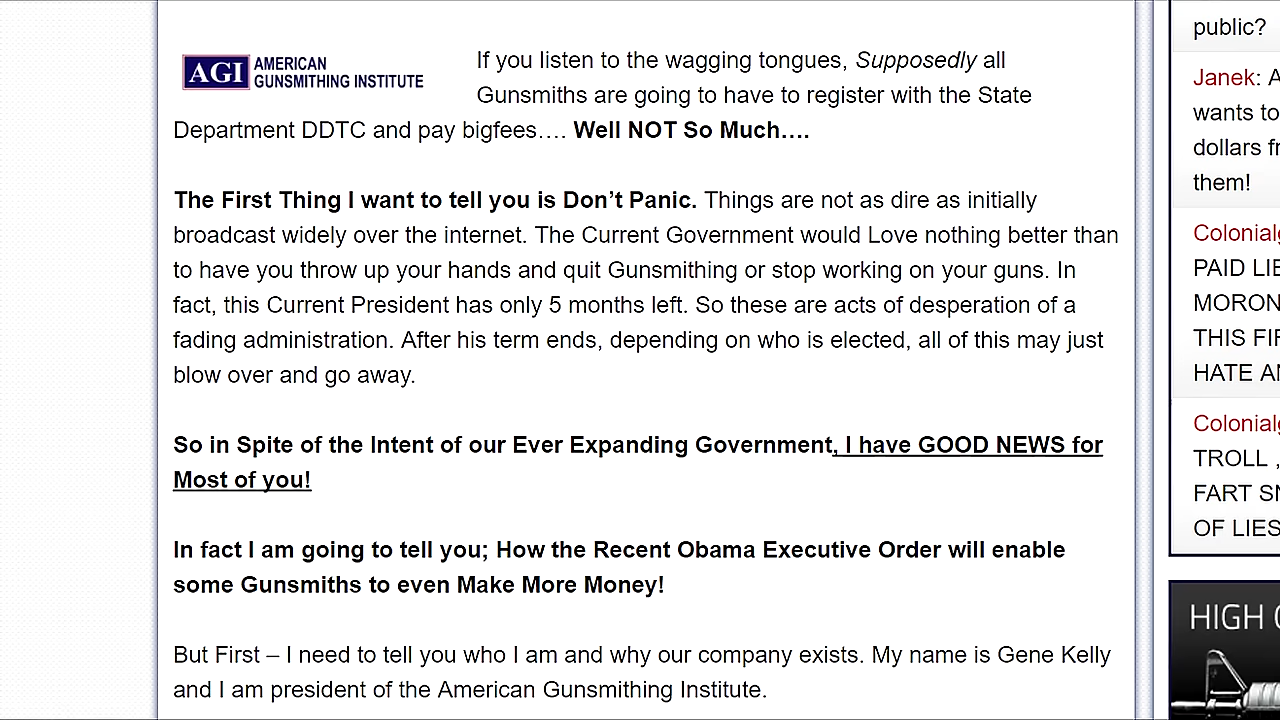 AGI AMERICAN
GUNSMITHING INSTITUTE
If you listen to the wagging tongues, Supposedly all
Gunsmiths are going to have to register with the State
Department DDTC and pay bigfees…. Well NOT So Much….
The First Thing I want to tell you is Don’t Panic. Things are not as dire as initially
broadcast widely over the internet. The Current Government would Love nothing better than
to have you throw up your hands and quit Gunsmithing or stop working on your guns. In
fact, this Current President has only 5 months left. So these are acts of desperation of a
fading administration. After his term ends, depending on who is elected, all of this may just
blow over and go away.
So in Spite of the Intent of our Ever Expanding Government, I have GOOD NEWS for
Most of you!
In fact I am going to tell you; How the Recent Obama Executive Order will enable
some Gunsmiths to even Make More Money!
But First – I need to tell you who I am and why our company exists. My name is Gene Kelly
and I am president of the American Gunsmithing Institute.
public?
Janek: A
wants to
dollars
them!
PAID
THIS
HATE
TROLL ,
FART
OF LIES
HIGH